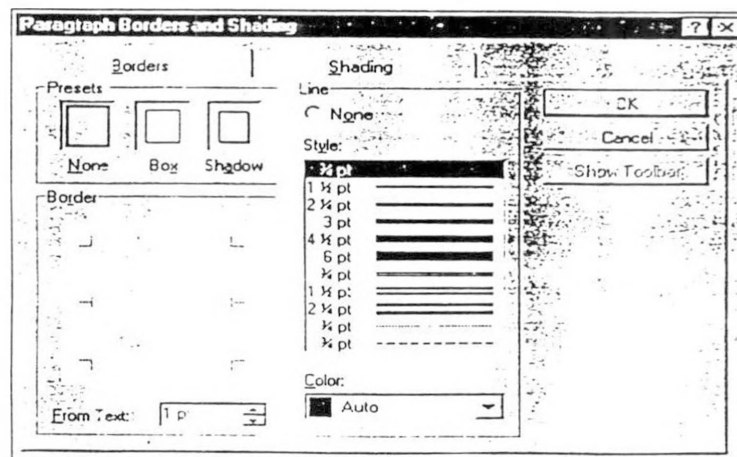 Paragraph Borders and Shading
Borders
Shading
Presets
None
Box
Shadow
Border
From Text:
1 p
Line
None
Style:
¾ pt
1 ½ pt
2 ¼ pt
3 pt
4 ½ pt
6 pt
¾ pt
1 ½ pt
2 ¼ pt
¾ pt
¾ pt
Color:
Auto
OK
Cancel
Show Toolbar